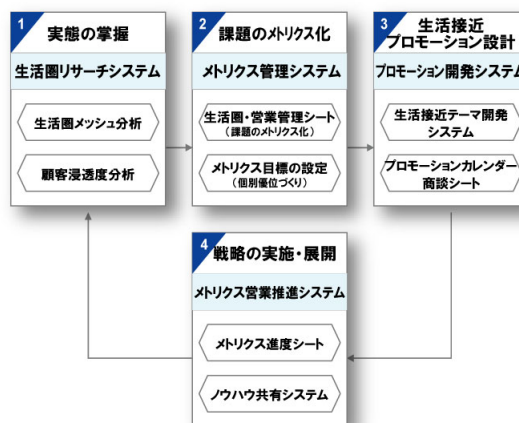 1
実態の掌握
生活圏リサーチシステム
生活圏メッシュ分析
顧客浸透度分析
2
課題のメトリクス化
メトリクス管理システム
生活圏・営業管理シート
(課題のメトリクス化)
メトリクス目標の設定
(個別優位づくり)
3
生活接近
プロモーション設計
プロモーション開発システム
生活接近テーマ開発
システム
プロモーションカレンダー
商談シート
4
戦略の実施・展開
メトリクス営業推進システム
メトリクス進度シート
ノウハウ共有システム